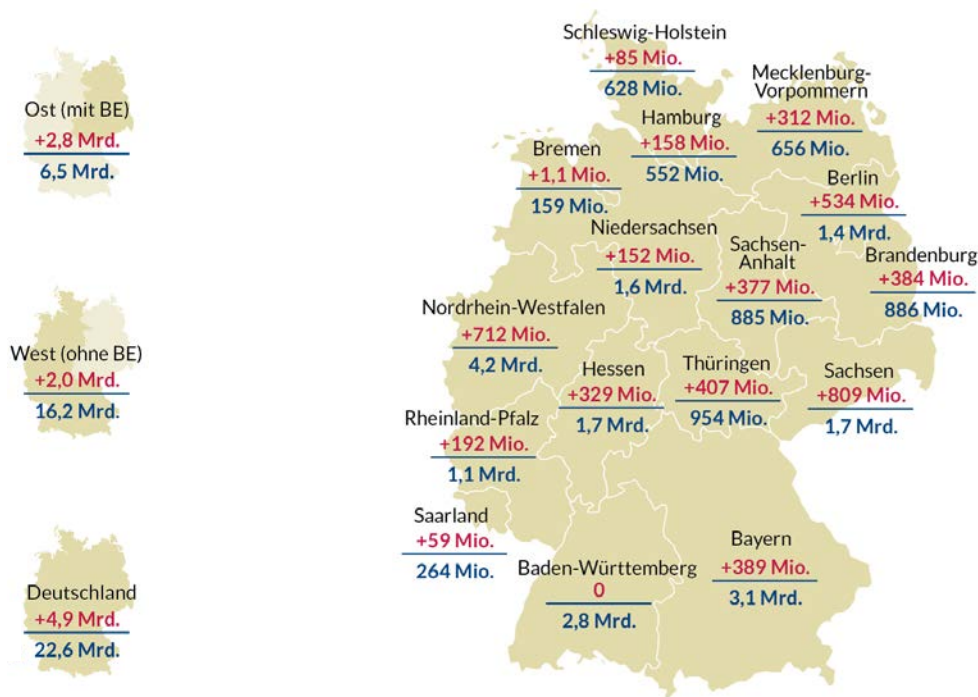 Ost (mit BE)
+2,8 Mrd.
6,5 Mrd.
West (ohne BE)
+2,0 Mrd.
16,2 Mrd.
Deutschland
+4,9 Mrd.
22,6 Mrd.
Schleswig-Holstein
+85 Mio.
628 Mio.
Mecklenburg-
Vorpommern
+312 Mio.
656 Mio.
Hamburg
+158 Mio.
552 Mio.
Bremen
+1,1 Mio.
159 Mio.
Berlin
+534 Mio.
1,4 Mrd.
Niedersachsen
+152 Mio.
1,6 Mrd.
Sachsen-
Anhalt
+377 Mio.
885 Mio.
Brandenburg
+384 Mio.
886 Mio.
Nordrhein-Westfalen
+712 Mio.
4,2 Mrd.
Hessen
+329 Mio.
1,7 Mrd.
Thüringen
+407 Mio.
954 Mio.
Sachsen
+809 Mio.
1,7 Mrd.
Rheinland-Pfalz
+192 Mio.
1,1 Mrd.
Saarland
+59 Mio.
264 Mio.
Baden-Württemberg
0
2,8 Mrd.
Bayern
+389 Mio.
3,1 Mrd.